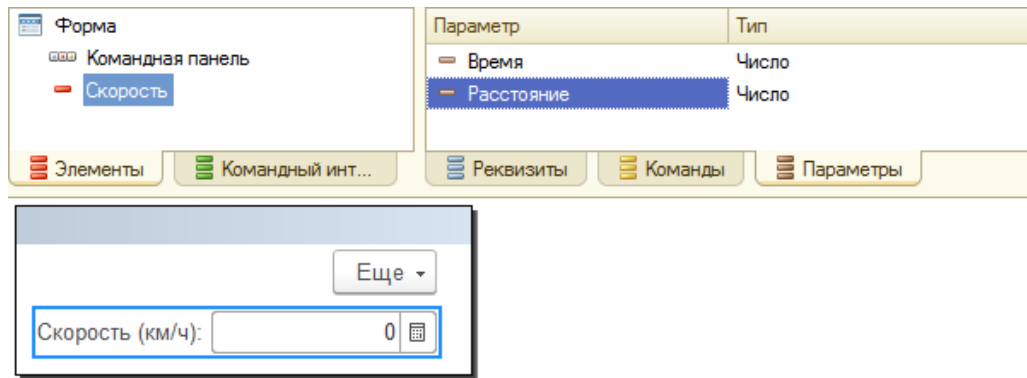 Форма
Командная панель
Скорость
Элементы
Командный инт...
Параметр Тип
Время Число
Расстояние Число
Реквизиты Команды Параметры
Еще
Скорость (км/ч): 0